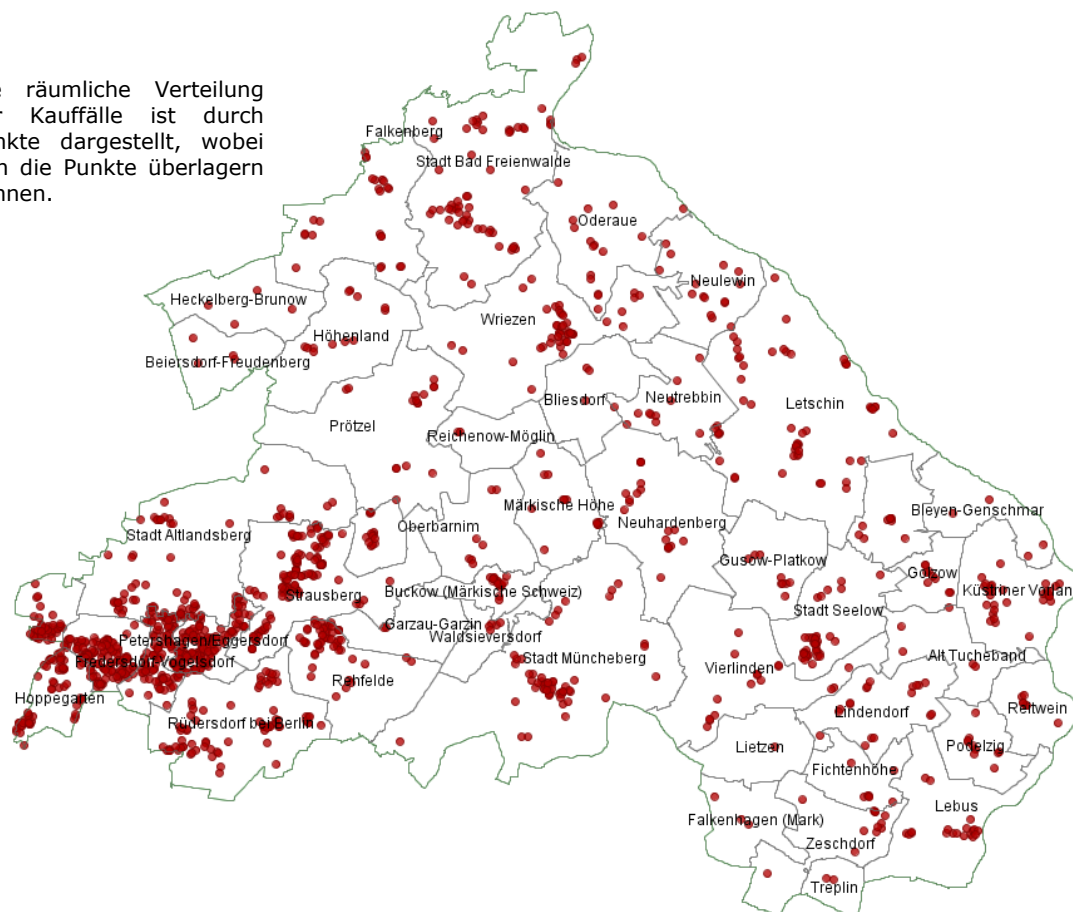 e räumliche Verteilung
r Kauffälle ist durch
nkte dargestellt, wobei
h die Punkte überlagern
nnen.
Falkenberg
Stadt Bad Freienwalde
Oderaue
Neulewin
Heckelberg-Brunow
Wriezen
Höhenland
Beiersdorf-Freudenberg
Bliesdorf
Neutrebbin
Letschin
Prötzel
Reichenow-Möglin
Märkische Höhe
Bleyen-Genschmar
Oberbarnim
Neuhardenberg
Stadt Altlandsberg
Gusow-Platkow
Golzow
Strausberg
Buckow (Märkische Schweiz)
Küstriner Vorlan
Stadt Seelow
Garzau-Garzin
Waldsieversdorf
Petershagen/Eggersdorf
Stadt Müncheberg
Alt Tucheband
Fredersdorf-Vogelsdorf
Vierlinden
Rehfelde
Hoppegarten
Reitwein
Lindendorf
Rüdersdorf bei Berlin
Lietzen
Podelzig
Fichtenhöhe
Lebus
Falkenhagen (Mark)
Zeschdorf
Treplin